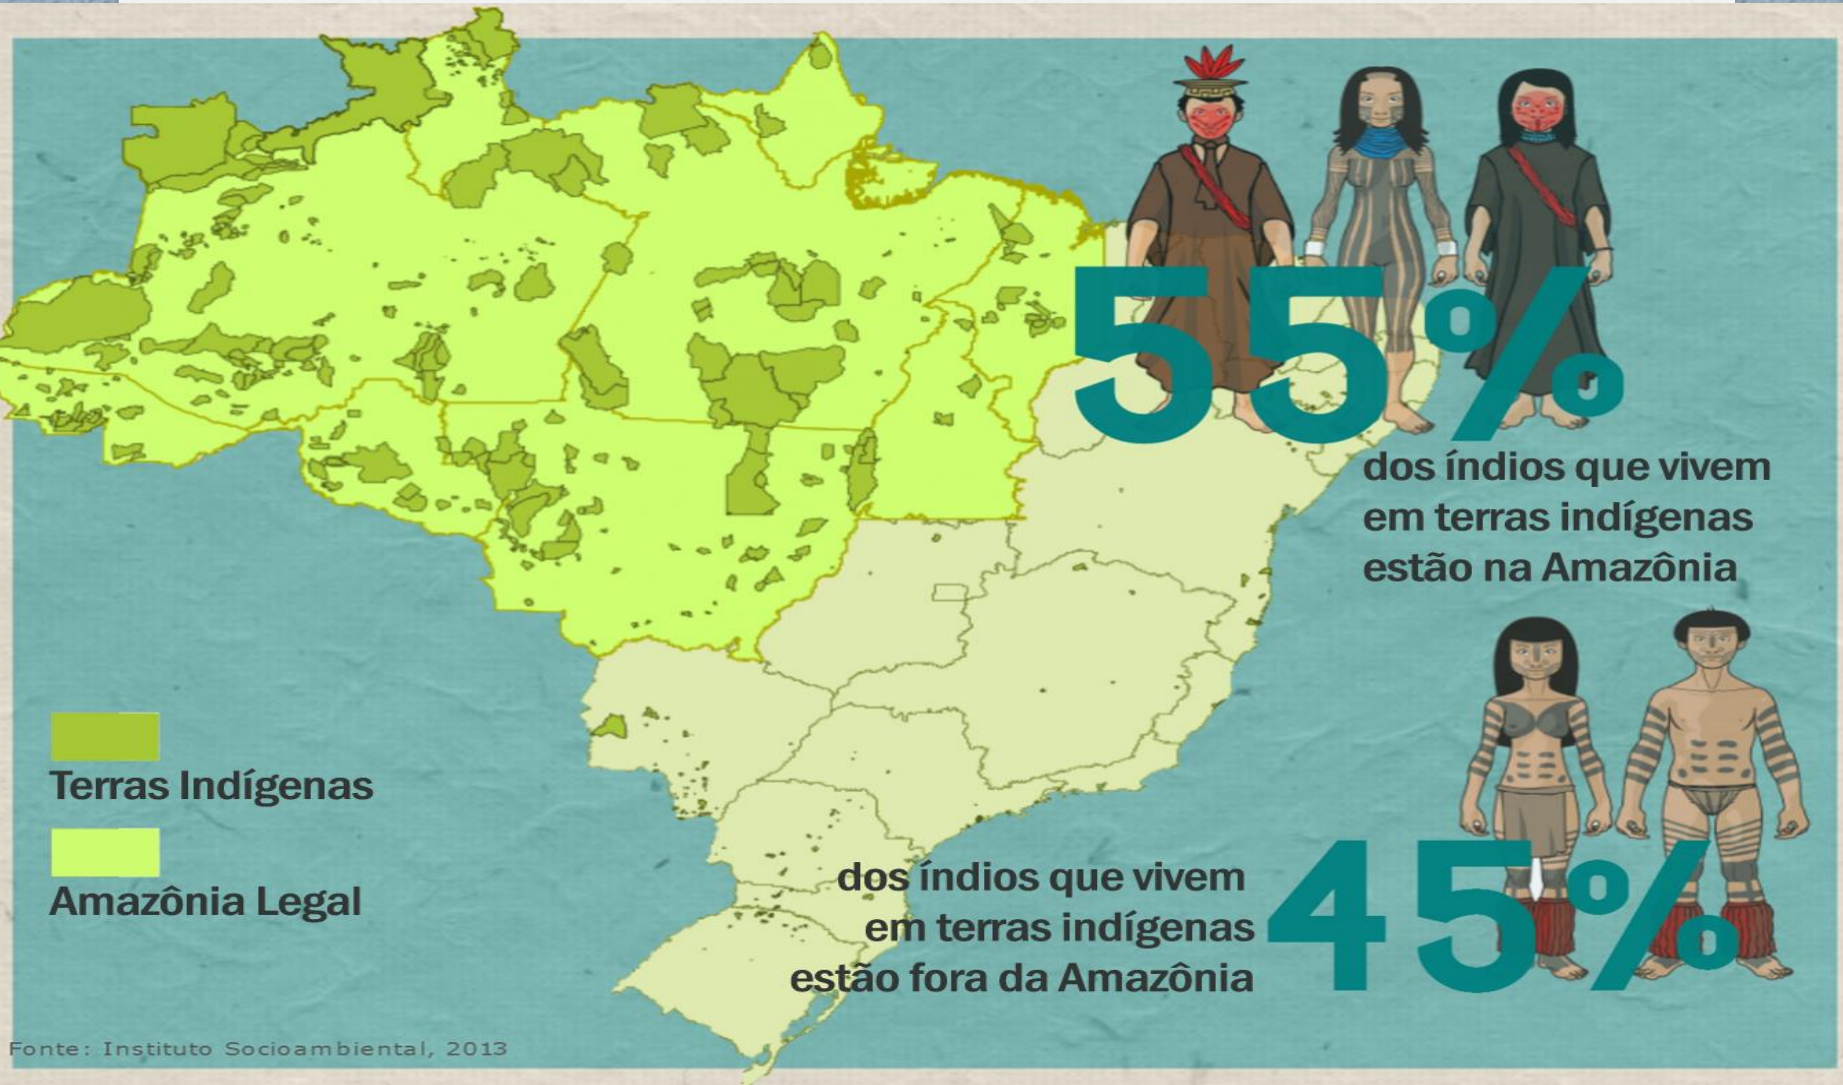 55%
dos índios que vivem
em terras indígenas
estão na Amazônia
Terras Indígenas
Amazônia Legal
dos índios que vivem
em terras indígenas
estão fora da Amazônia
45%
Fonte: Instituto Socioambiental, 2013